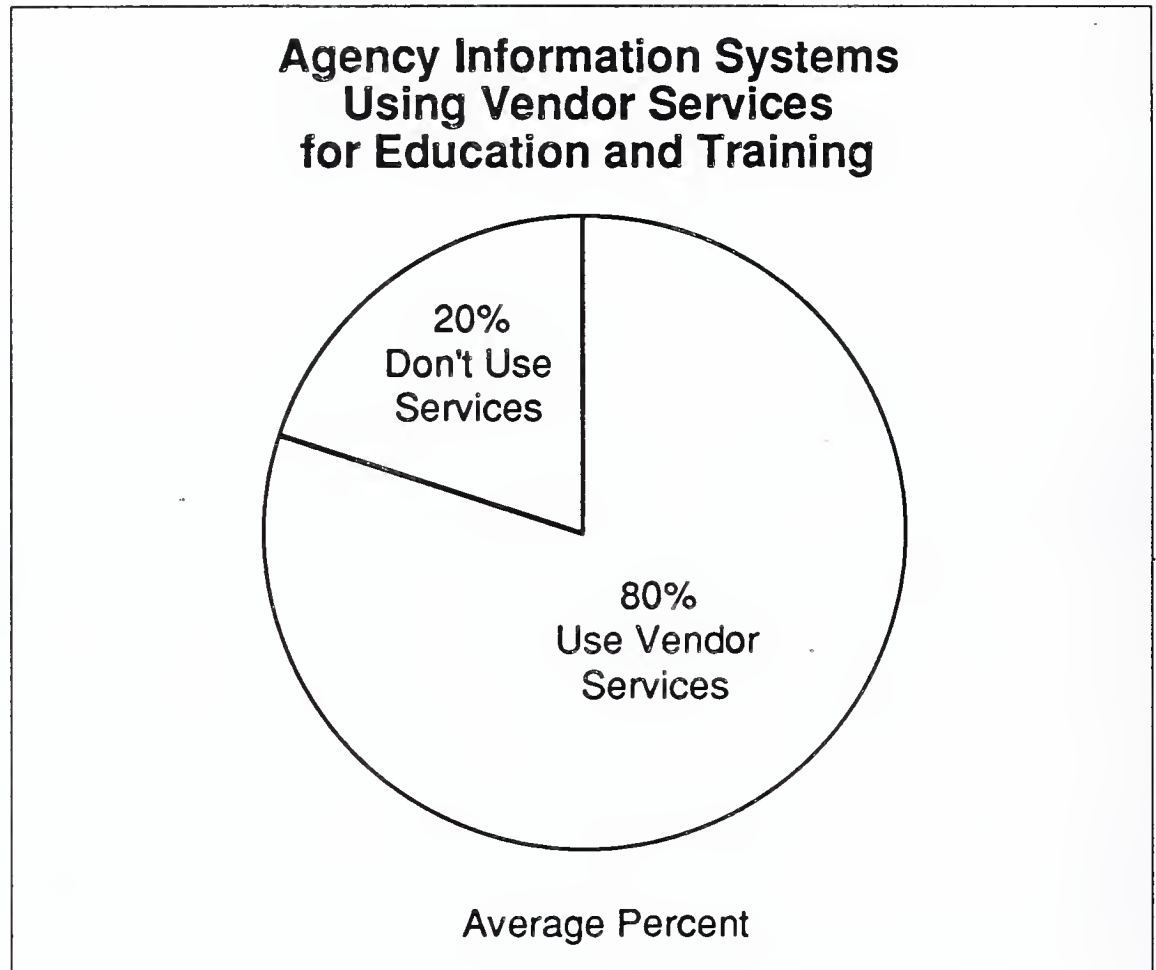 Agency Information Systems
Using Vendor Services
for Education and Training
20%
Don't Use
Services
80%
Use Vendor
Services
Average Percent